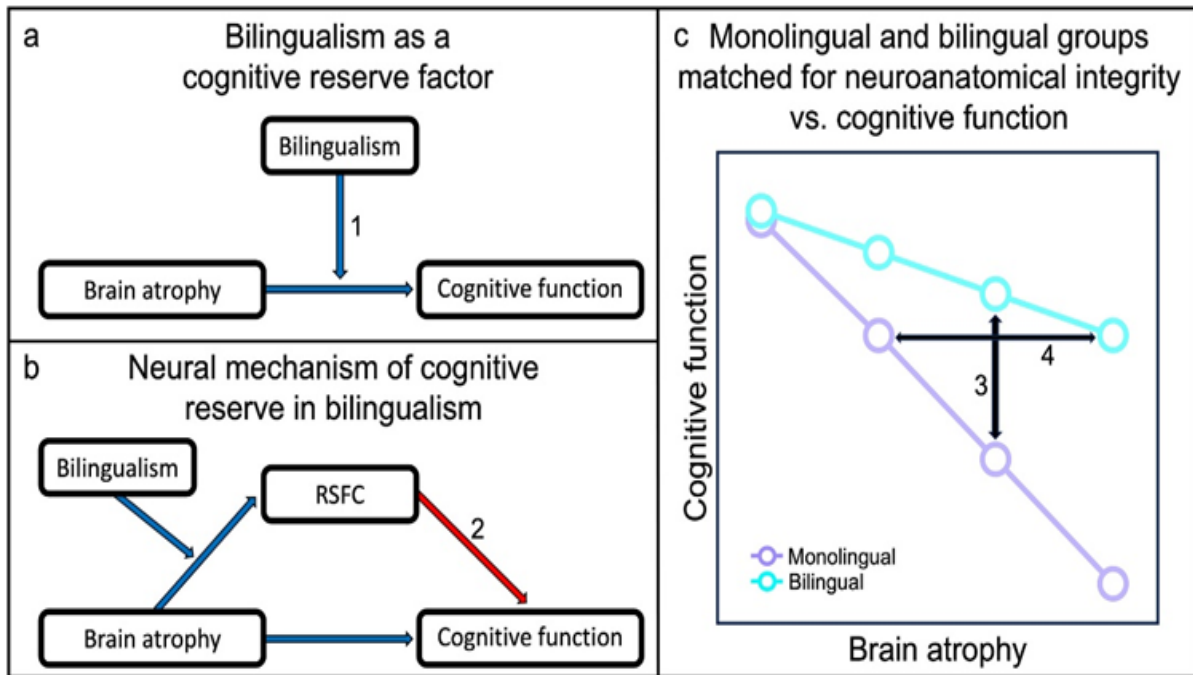 a
Bilingualism as a
cognitive reserve factor
Bilingualism
1
Brain atrophy
Cognitive function
b
Neural mechanism of cognitive
reserve in bilingualism
Bilingualism
RSFC
2
Brain atrophy
Cognitive function
c
Monolingual and bilingual groups
matched for neuroanatomical integrity
vs. cognitive function
Cognitive function
4
3
Monolingual
Bilingual
Brain atrophy